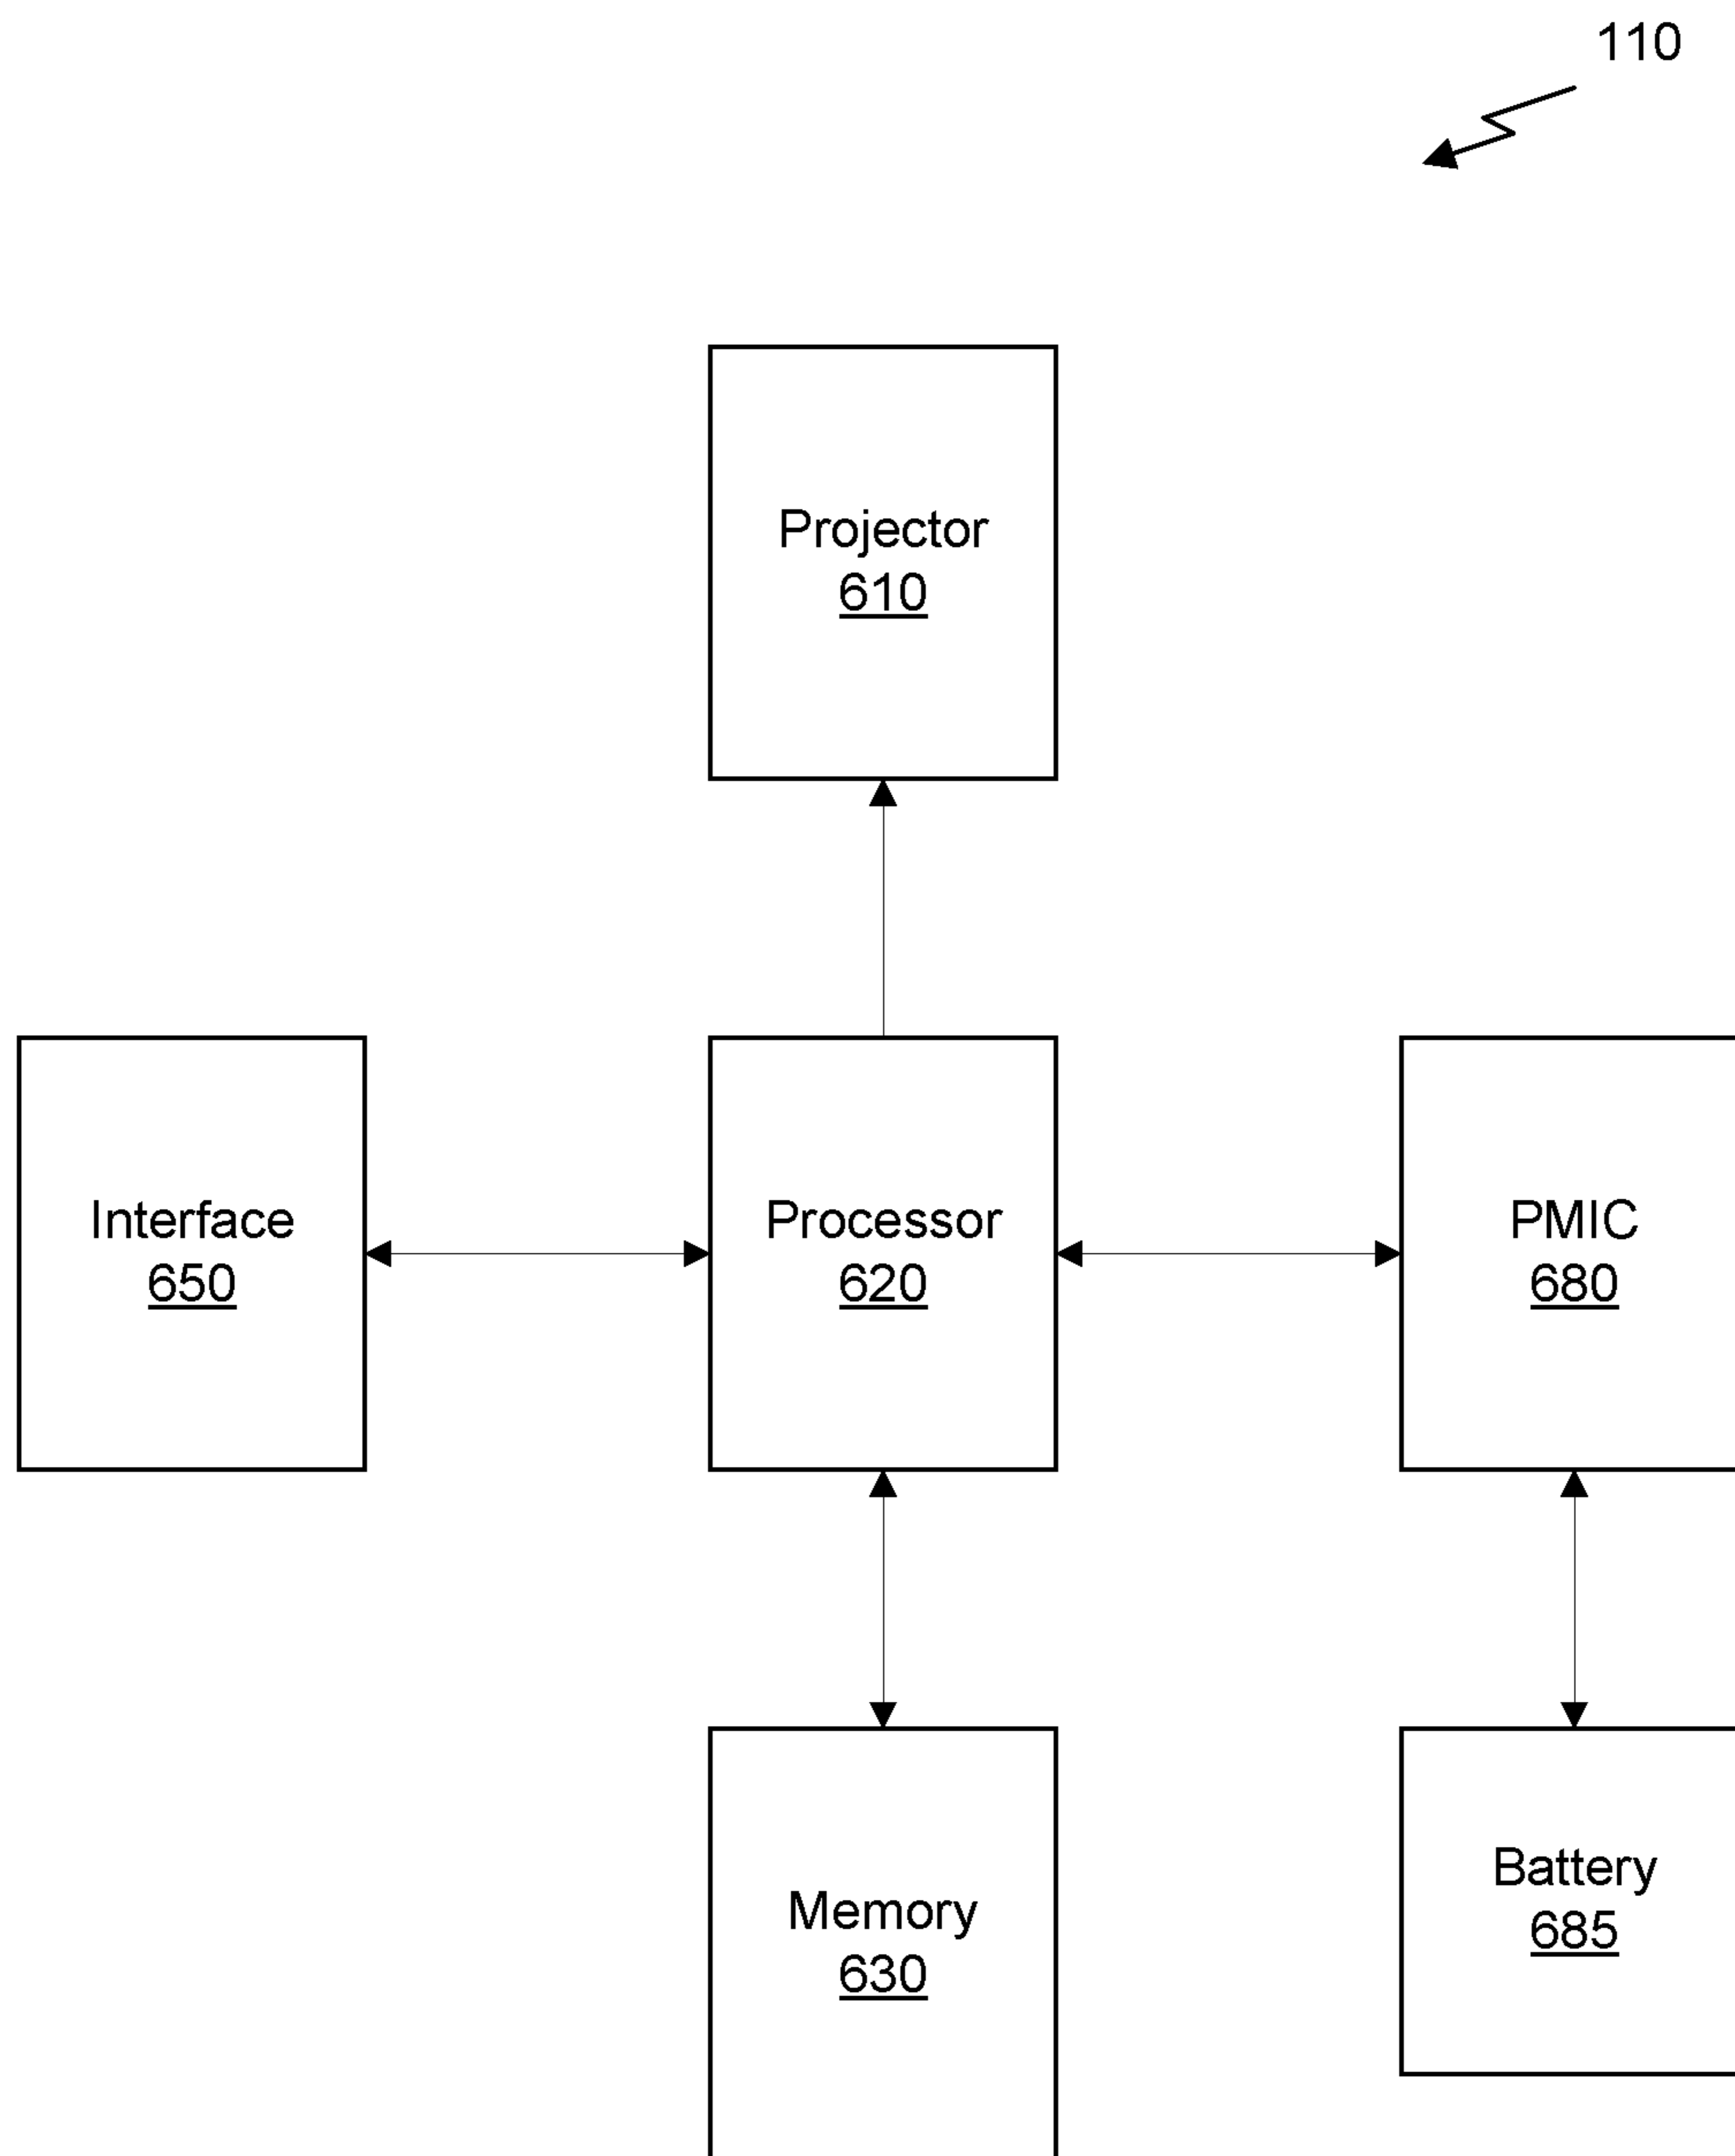 110
Projector
610
Interface
650
Processor
620
PMIC
680
Memory
630
Battery
685